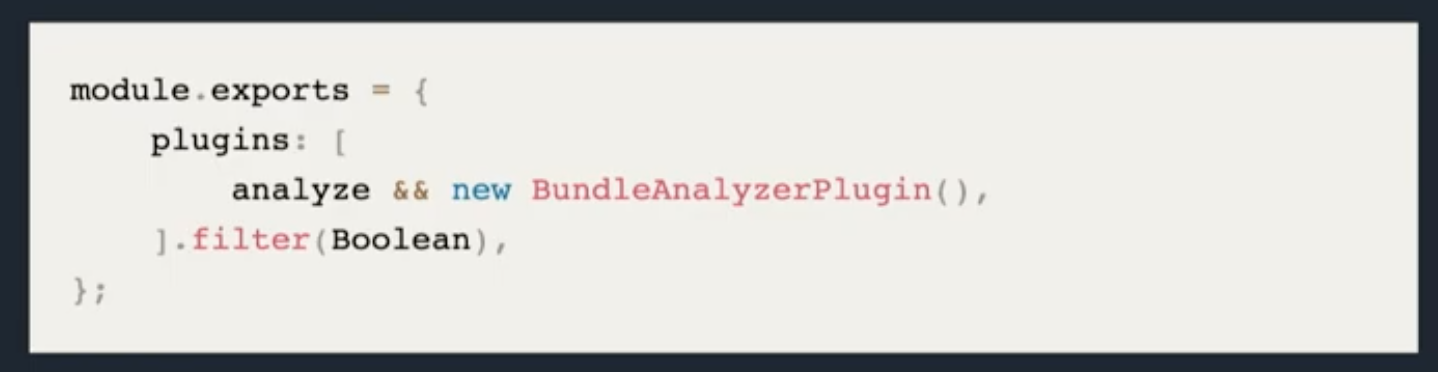 module.exports = {
    plugins: [
        analyze && new BundleAnalyzerPlugin(),
    ].filter(Boolean),
};